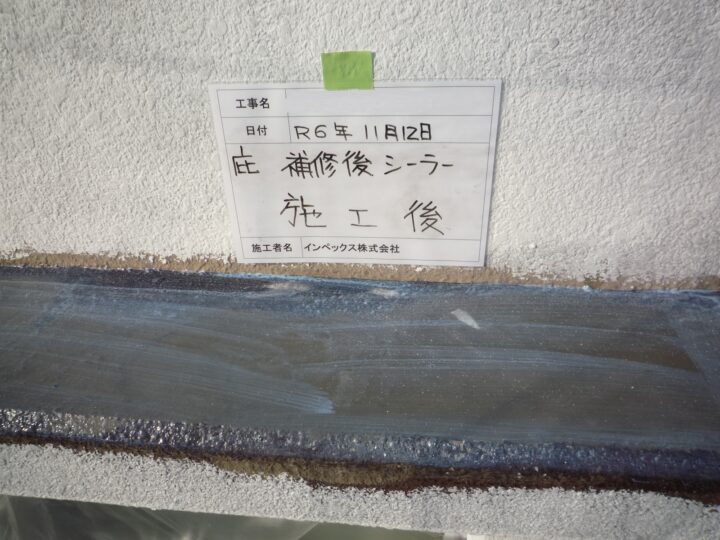 工事名
日付 R6年 11月12日
庇 補修後シーラー
施工後
施工者名 インペックス株式会社